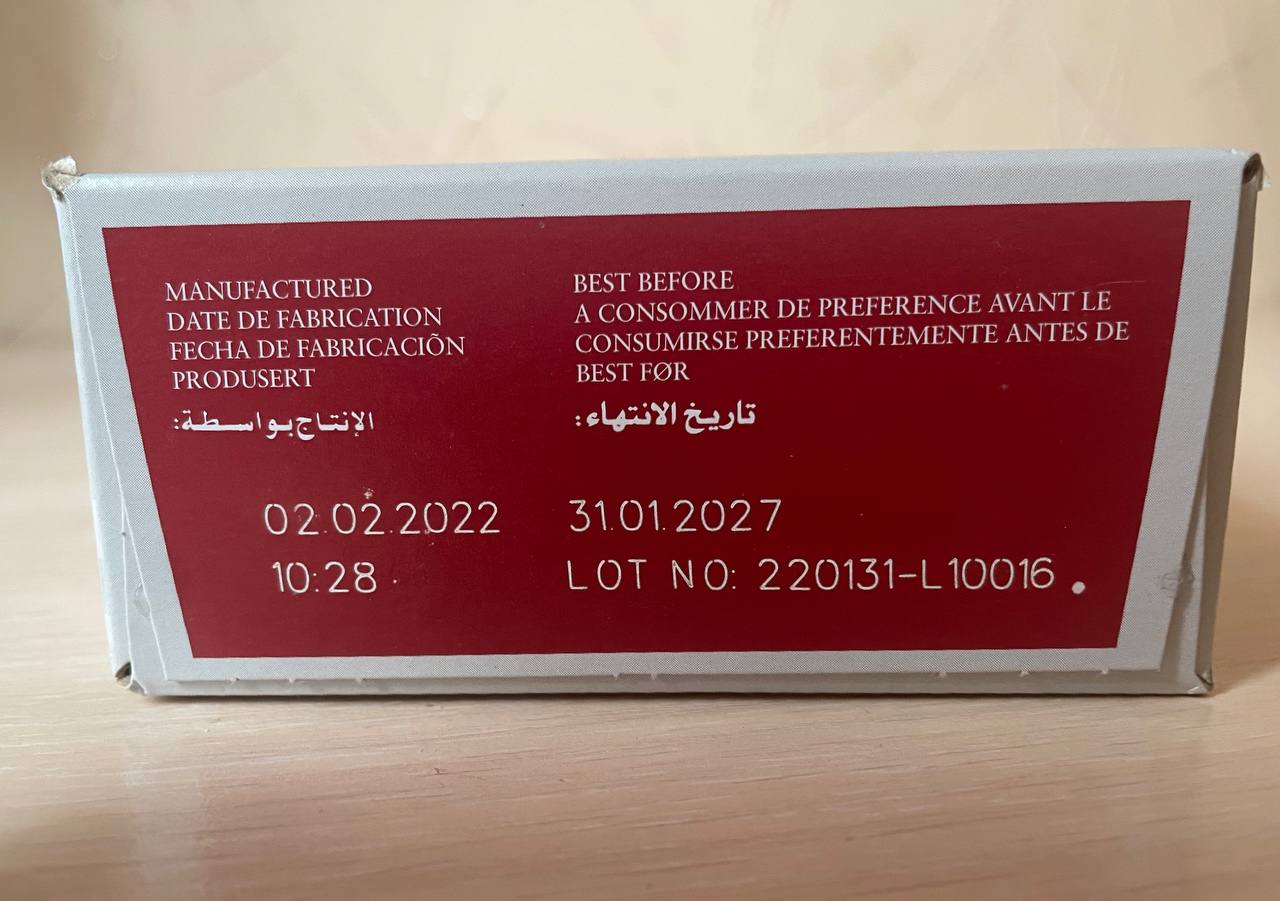 MANUFACTURED
DATE DE FABRICATION
FECHA DE FABRICACIÕN
PRODUSERT
الإنتاج بواسطة:
02.02.2022
10:28
BEST BEFORE
A CONSOMMER DE PREFERENCE AVANT LE
CONSUMIRSE PREFERENTEMENTE ANTES DE
BEST FØR
تاريخ الانتهاء:
31.01.2027
LOT NO: 220131-L10016